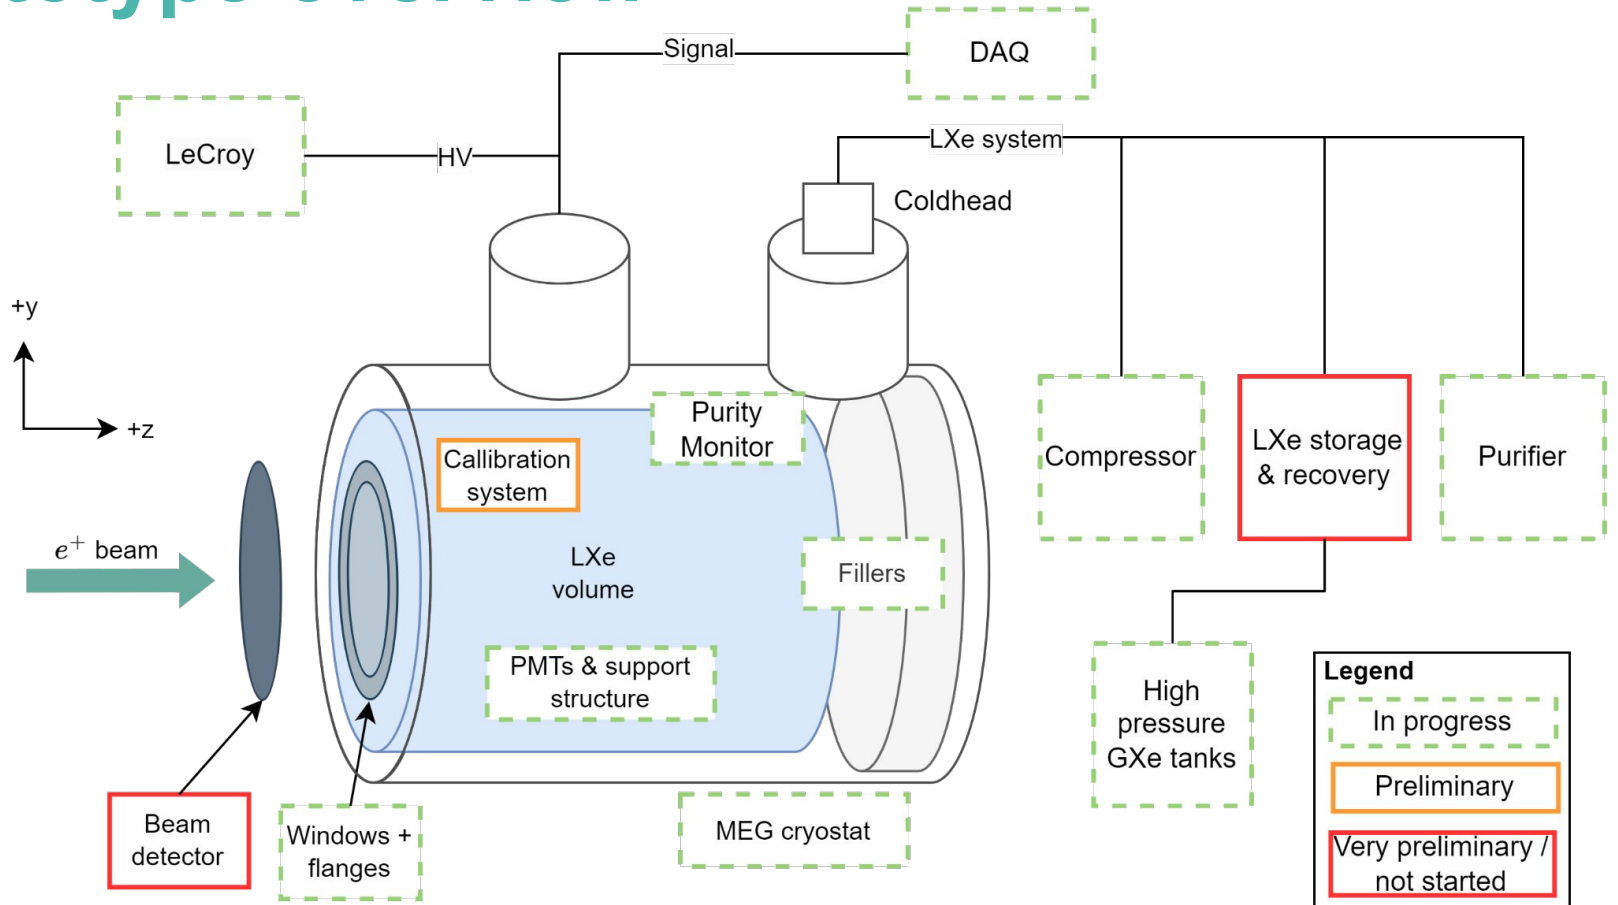 Signal
DAQ
LeCroy
HV
LXe system
Coldhead
+y
+z
Purity
Monitor
Callibration
system
Compressor
LXe storage
& recovery
Purifier
e+ beam
LXe
volume
Fillers
PMTs & support
structure
High
pressure
GXe tanks
Beam
detector
Windows +
flanges
MEG cryostat
Legend
In progress
Preliminary
Very preliminary /
not started